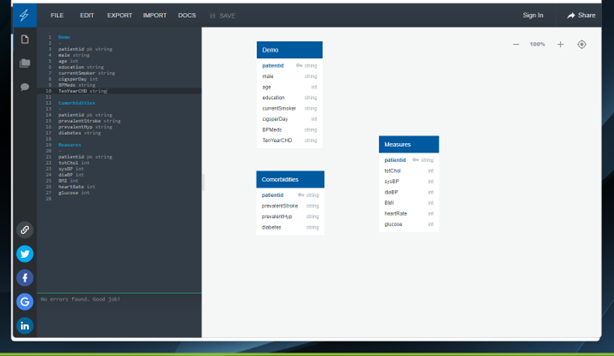 FILE EDIT EXPORT IMPORT DOCS SAVE Sign In Share
1 Demo
2 -
3 patientid pk string
4 male string
5 age int
6 education string
7 currentSmoker string
8 cigsperDay int
9 BPMeds string
10 TenYearCHD string
11
12 Comorbidities
13 -
14 patientid pk string
15 prevalentStroke string
16 prevalentHyp string
17 diabetes string
18
19 Measures
20 -
21 patientid pk string
22 totChol int
23 sysBP int
24 diaBP int
25 BMI int
26 heartRate int
27 glucose int
28
No errors found. Good job!
100%
Demo
patientid string
male string
age int
education string
currentSmoker string
cigsperDay int
BPMeds string
TenYearCHD string
Comorbidities
patientid string
prevalentStroke string
prevalentHyp string
diabetes string
Measures
patientid string
totChol int
sysBP int
diaBP int
BMI int
heartRate int
glucose int